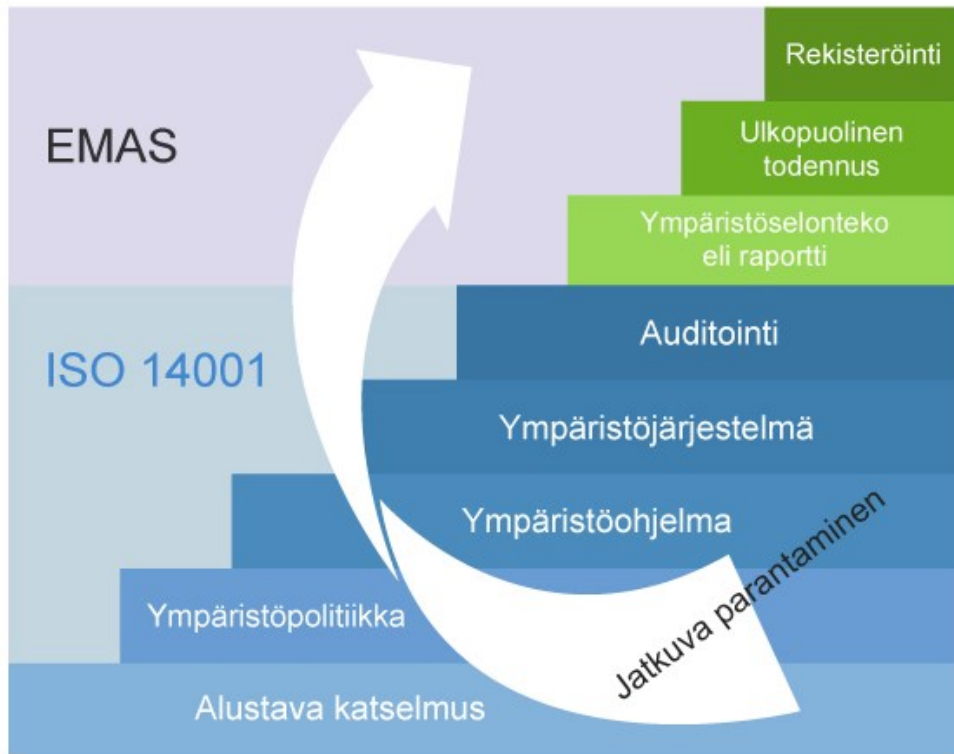 Rekisteröinti
EMAS
Ulkopuolinen
todennus
Ympäristöselonteko
eli raportti
Auditointi
ISO 14001
Ympäristöjärjestelmä
Ympäristöohjelma
Jatkuva parantaminen
Ympäristöpolitiikka
Alustava katselmus